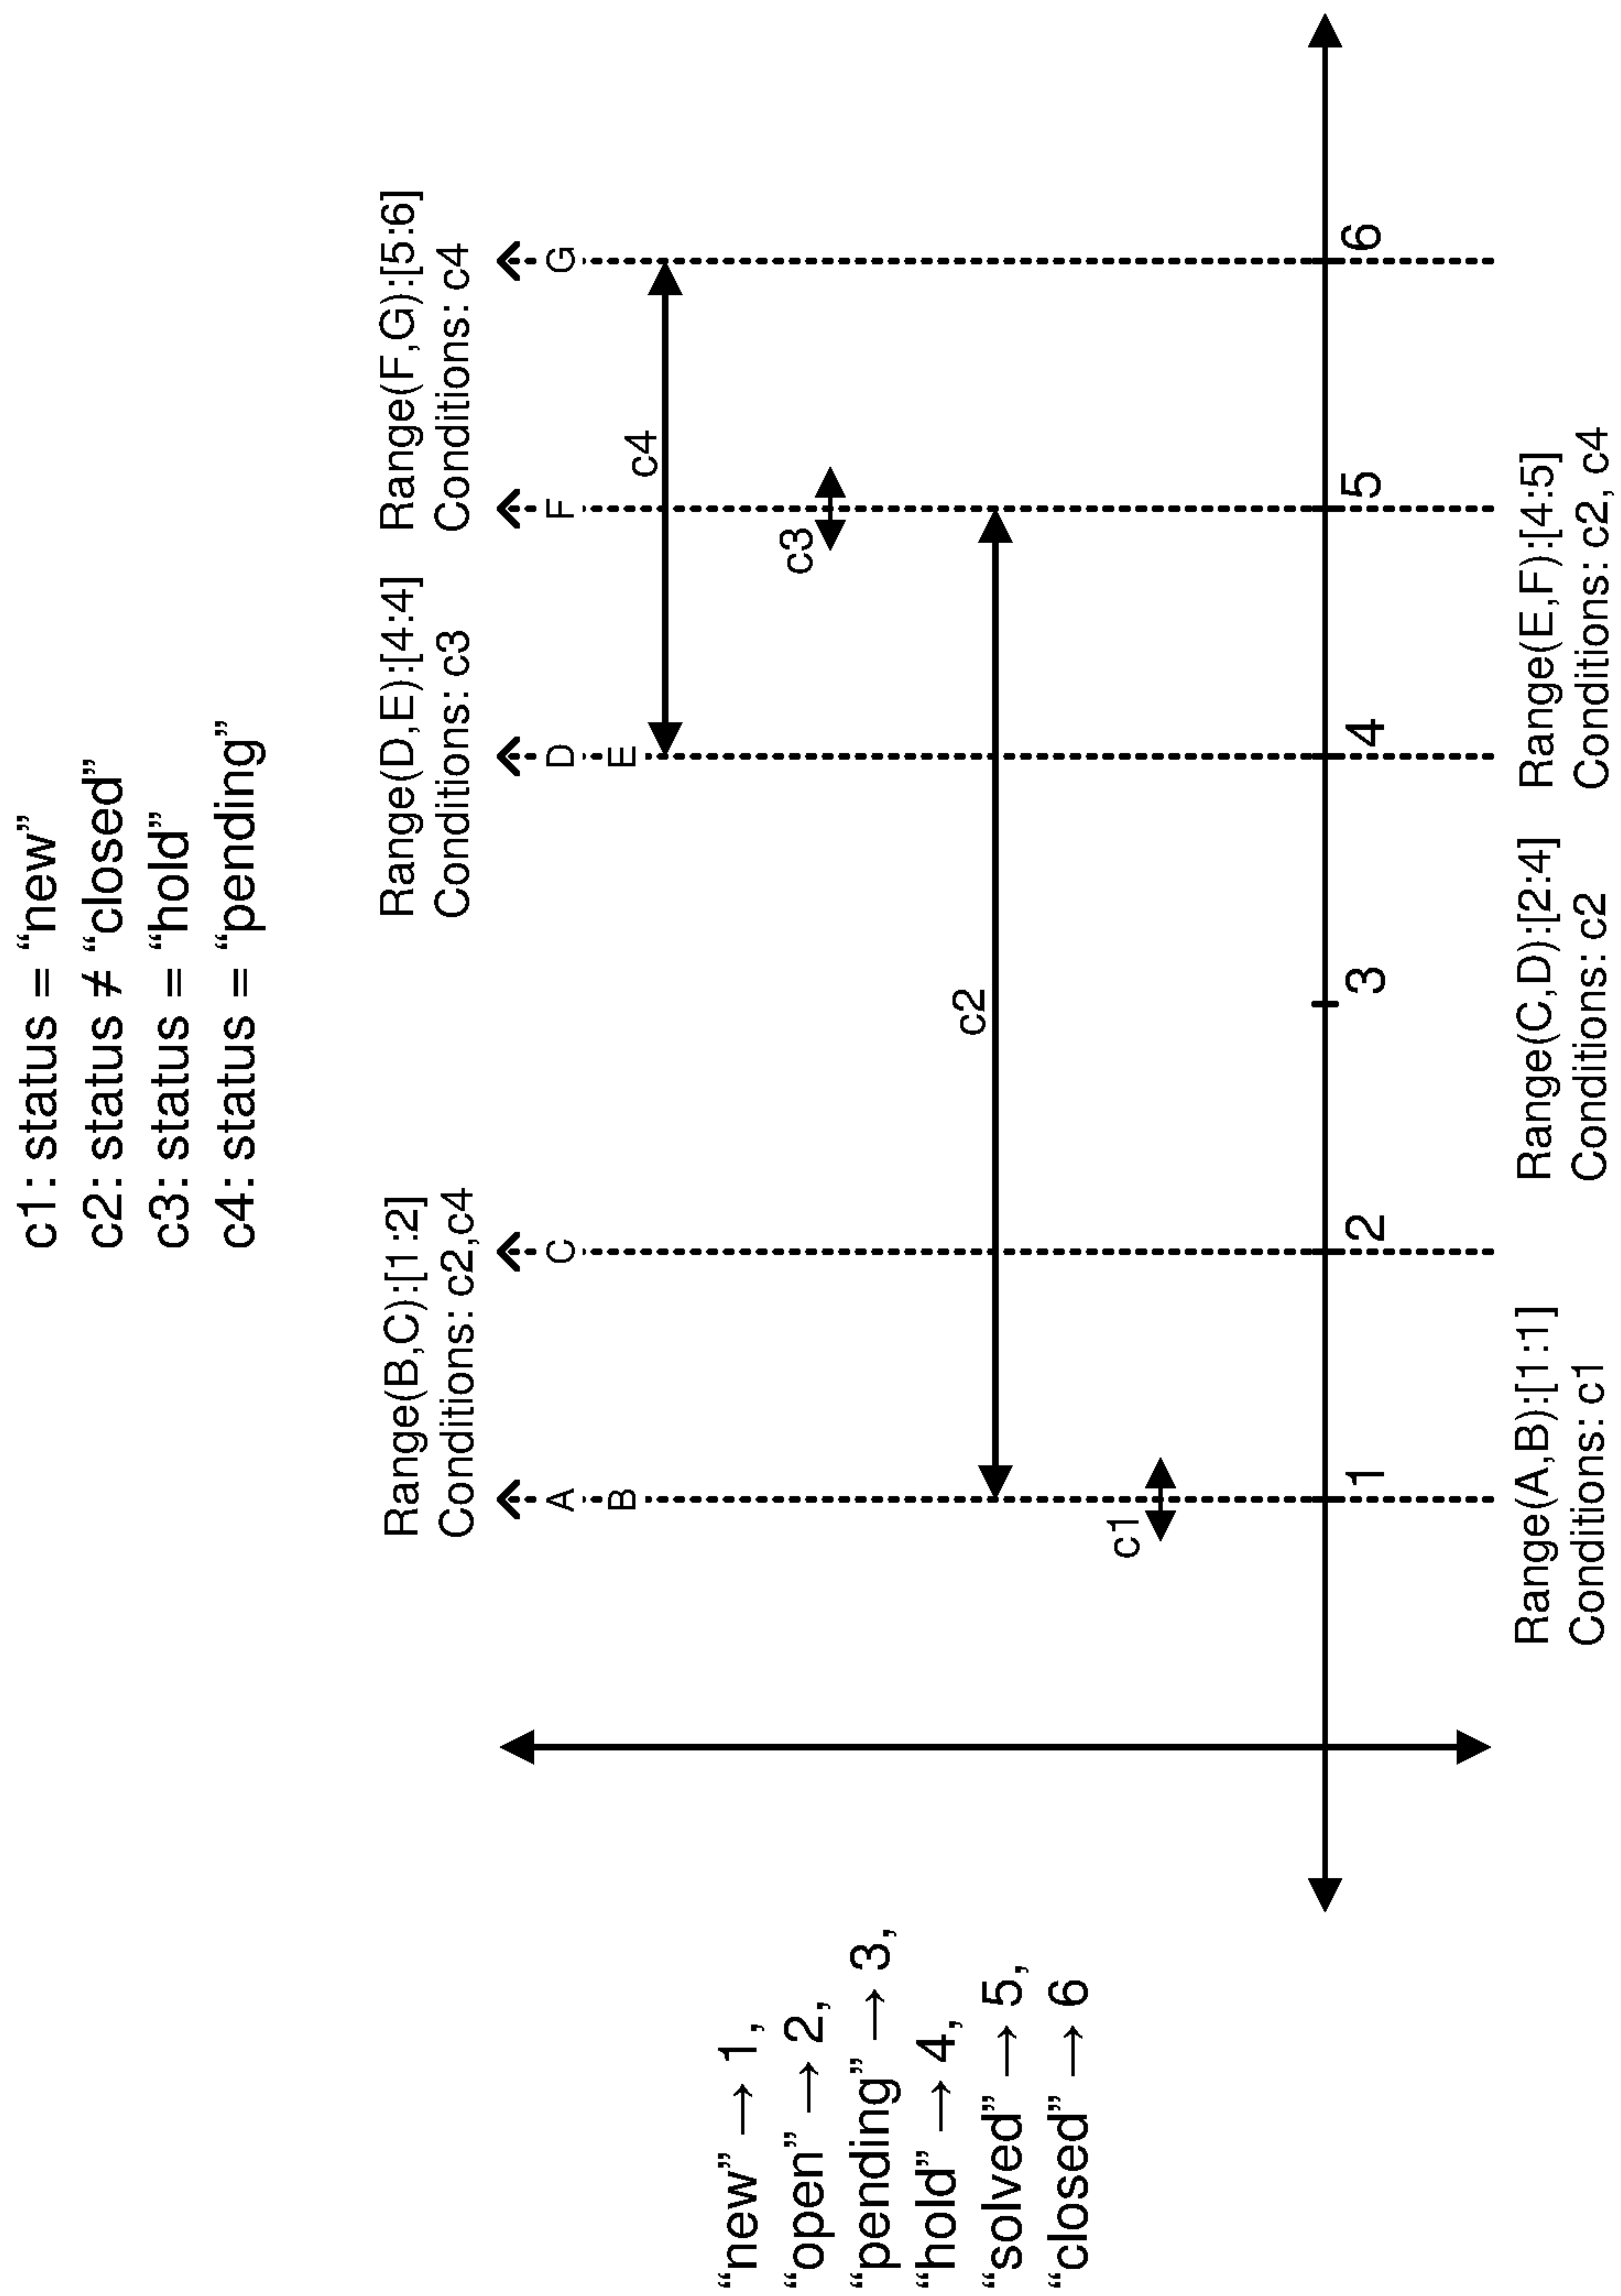 c1: status = “new”
c2: status ≠ “closed”
c3: status = “hold”
c4: status = “pending”
“new” → 1,
“open” → 2,
“pending” → 3,
“hold” → 4,
“solved” → 5,
“closed” → 6
Range(B,C):[1:2]
Conditions: c2,c4
Range(D,E):[4:4]
Conditions: c3
Range(F,G):[5:6]
Conditions: c4
A
B
C
D
E
F
G
c4
c3
c2
c1
1
2
3
4
5
6
Range(A,B):[1:1]
Conditions: c1
Range(C,D):[2:4]
Conditions: c2
Range(E,F):[4:5]
Conditions: c2, c4